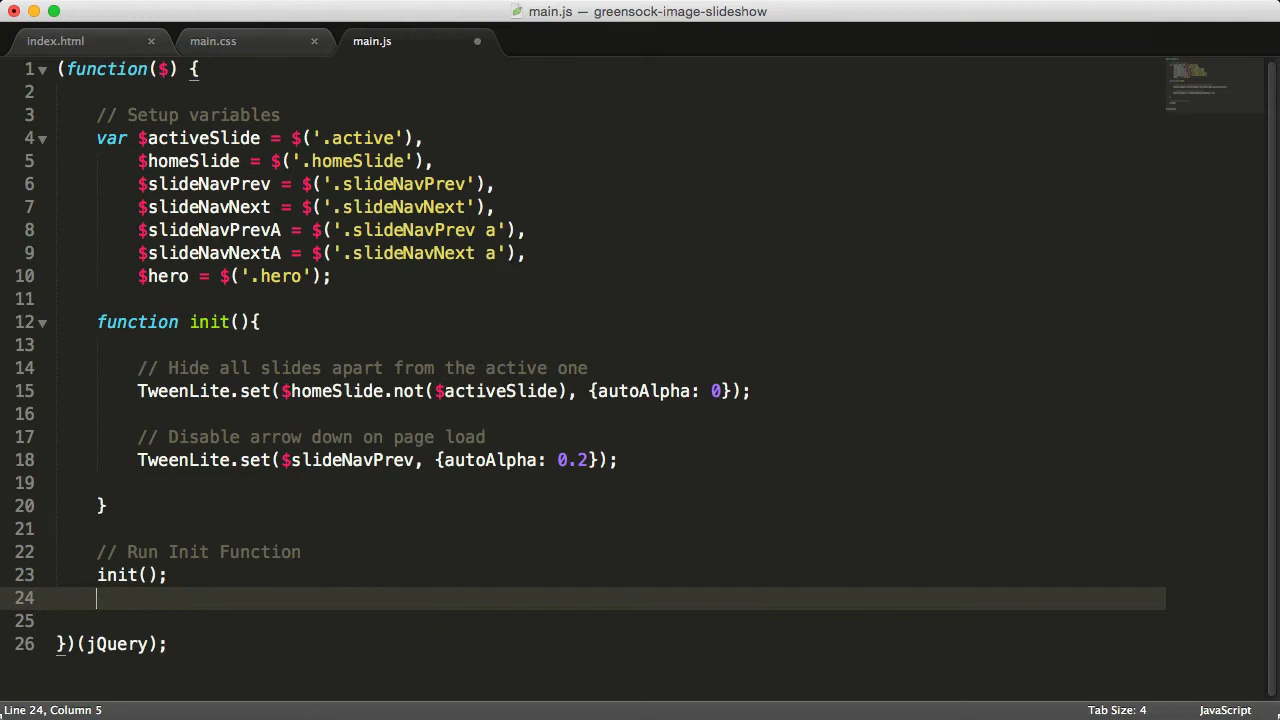 main.js — greensock-image-slideshow
index.html × main.css × main.js
1 (function($) {
2
3 // Setup variables
4 var $activeSlide = $('.active'),
5 $homeSlide = $('.homeSlide'),
6 $slideNavPrev = $('.slideNavPrev'),
7 $slideNavNext = $('.slideNavNext'),
8 $slideNavPrevA = $('.slideNavPrev a'),
9 $slideNavNextA = $('.slideNavNext a'),
10 $hero = $('.hero');
11
12 function init(){
13
14 // Hide all slides apart from the active one
15 TweenLite.set($homeSlide.not($activeSlide), {autoAlpha: 0});
16
17 // Disable arrow down on page load
18 TweenLite.set($slideNavPrev, {autoAlpha: 0.2});
19
20 }
21
22 // Run Init Function
23 init();
24
25
26 })(jQuery);
Line 24, Column 5 Tab Size: 4 JavaScript